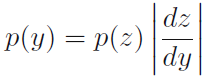 p(y) = p(z) |dz/dy|